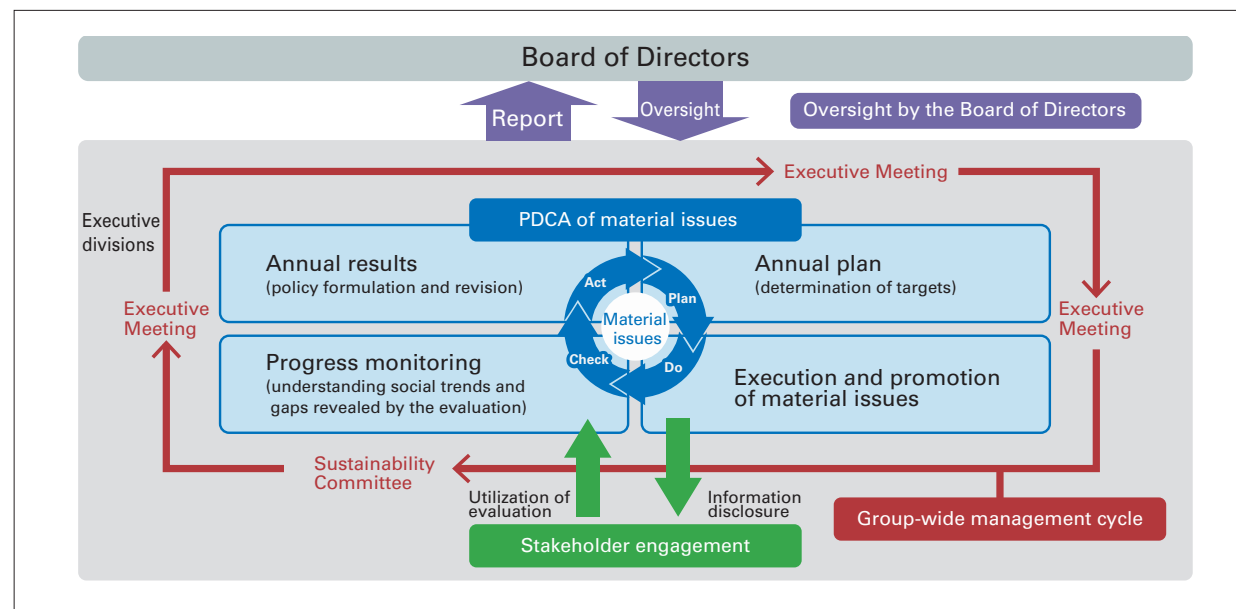 Board of Directors
Report
Oversight
Oversight by the Board of Directors
Executive Meeting
Executive
divisions
PDCA of material issues
Annual results
(policy formulation and revision)
Annual plan
(determination of targets)
Act
Plan
Material
issues
Check
Do
Executive
Meeting
Executive
Meeting
Progress monitoring
(understanding social trends and
gaps revealed by the evaluation)
Execution and promotion
of material issues
Sustainability
Committee
Utilization of
evaluation
Information
disclosure
Group-wide management cycle
Stakeholder engagement